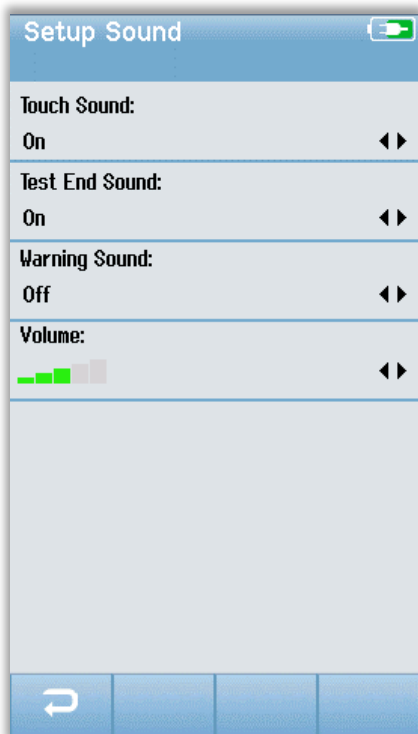 Setup Sound
Touch Sound:
On
Test End Sound:
On
Warning Sound:
Off
Volume: